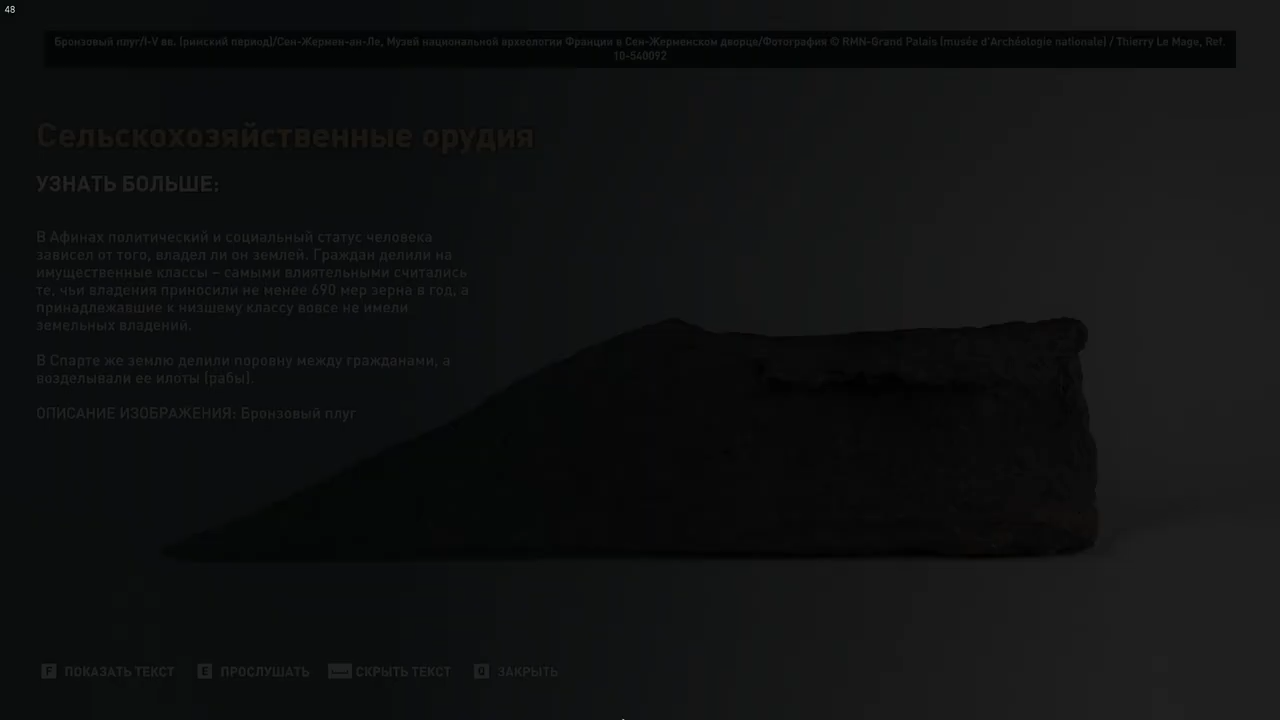 48
Бронзовый плуг/I-V вв. (римский период)/Сен-Жермен-ан-Ле, Музей национальной археологии Франции в Сен-Жерменском дворце/Фотография © RMN-Grand Palais (musée d'Archéologie nationale) / Thierry Le Mage, Ref.
10-540092
Сельскохозяйственные орудия
УЗНАТЬ БОЛЬШЕ:
В Афинах политический и социальный статус человека
зависел от того, владел ли он землей. Граждан делили на
имущественные классы – самыми влиятельными считались
те, чьи владения приносили не менее 690 мер зерна в год, а
принадлежавшие к низшему классу вовсе не имели
земельных владений.
В Спарте же землю делили поровну между гражданами, а
возделывали ее илоты (рабы).
ОПИСАНИЕ ИЗОБРАЖЕНИЯ: Бронзовый плуг
F ПОКАЗАТЬ ТЕКСТ E ПРОСЛУШАТЬ СКРЫТЬ ТЕКСТ Q ЗАКРЫТЬ